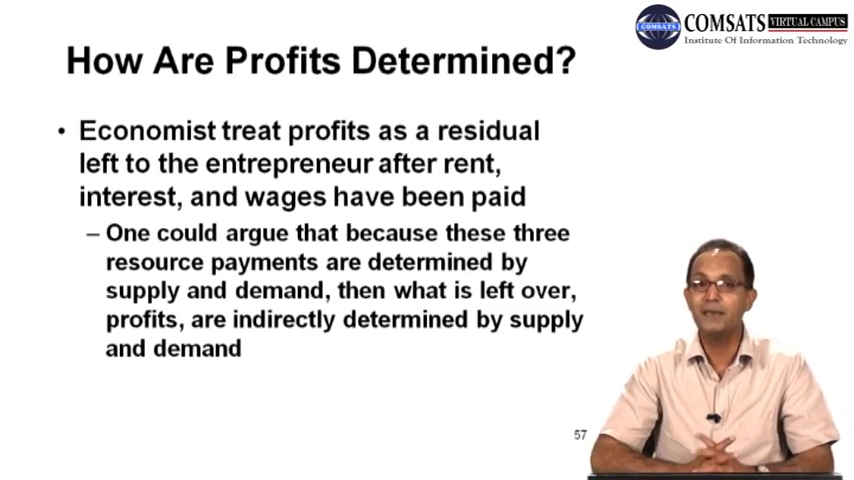 COMSATS VIRTUAL CAMPUS
COMSATS
Institute Of Information Technology
How Are Profits Determined?
• Economist treat profits as a residual
left to the entrepreneur after rent,
interest, and wages have been paid
– One could argue that because these three
resource payments are determined by
supply and demand, then what is left over,
profits, are indirectly determined by supply
and demand
57